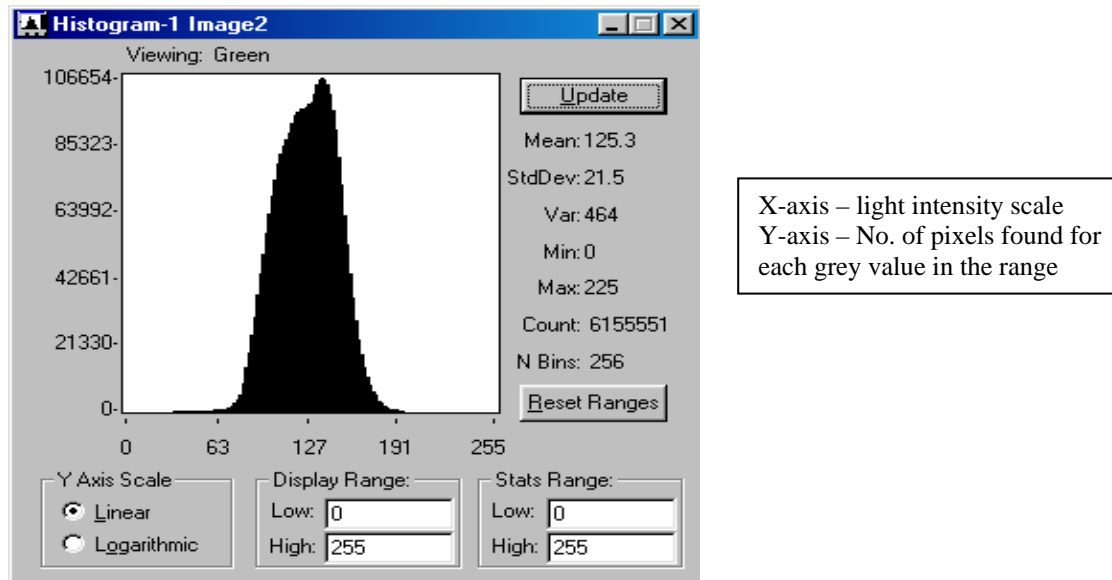 Histogram-1 Image2
Viewing: Green
106654-
85323-
63992-
42661-
21330-
0-
0 63 127 191 255
Update
Mean: 125.3
StdDev: 21.5
Var: 464
Min: 0
Max: 225
Count: 6155551
N Bins: 256
Reset Ranges
Y Axis Scale
Linear
Logarithmic
Display Range:
Low: 0
High: 255
Stats Range:
Low: 0
High: 255
X-axis – light intensity scale
Y-axis – No. of pixels found for
each grey value in the range